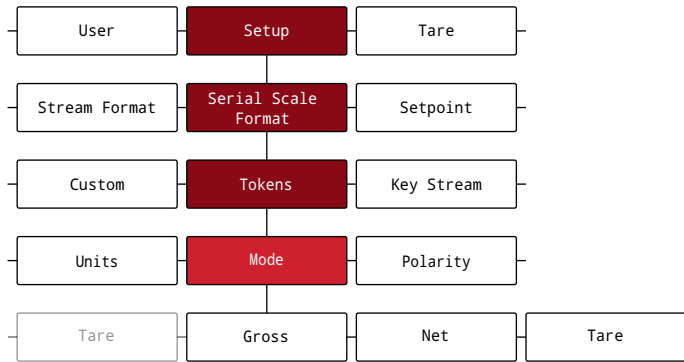 User Setup Tare
Stream Format Serial Scale Format Setpoint
Custom Tokens Key Stream
Units Mode Polarity
Tare Gross Net Tare